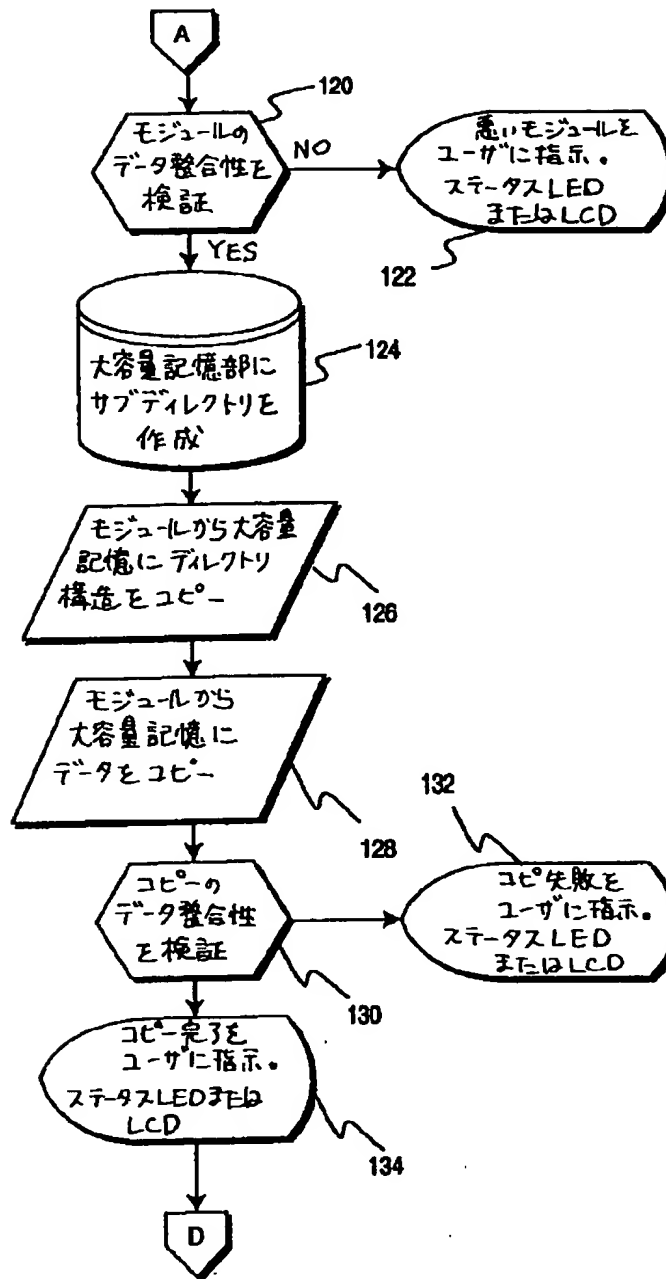 A
120
モジュールの
データ整合性を
検証
NO
悪いモジュールを
ユーザに指示。
ステータスLED
またはLCD
122
YES
大容量記憶部に
サブディレクトリを
作成
124
モジュールから大容量
記憶にディレクトリ
構造をコピー
126
モジュールから
大容量記憶に
データをコピー
128
132
コピーの
データ整合性
を検証
130
コピ失敗を
ユーザに指示。
ステータスLED
またはLCD
コピー完了を
ユーザに指示。
ステータスLEDまたは
LCD
134
D